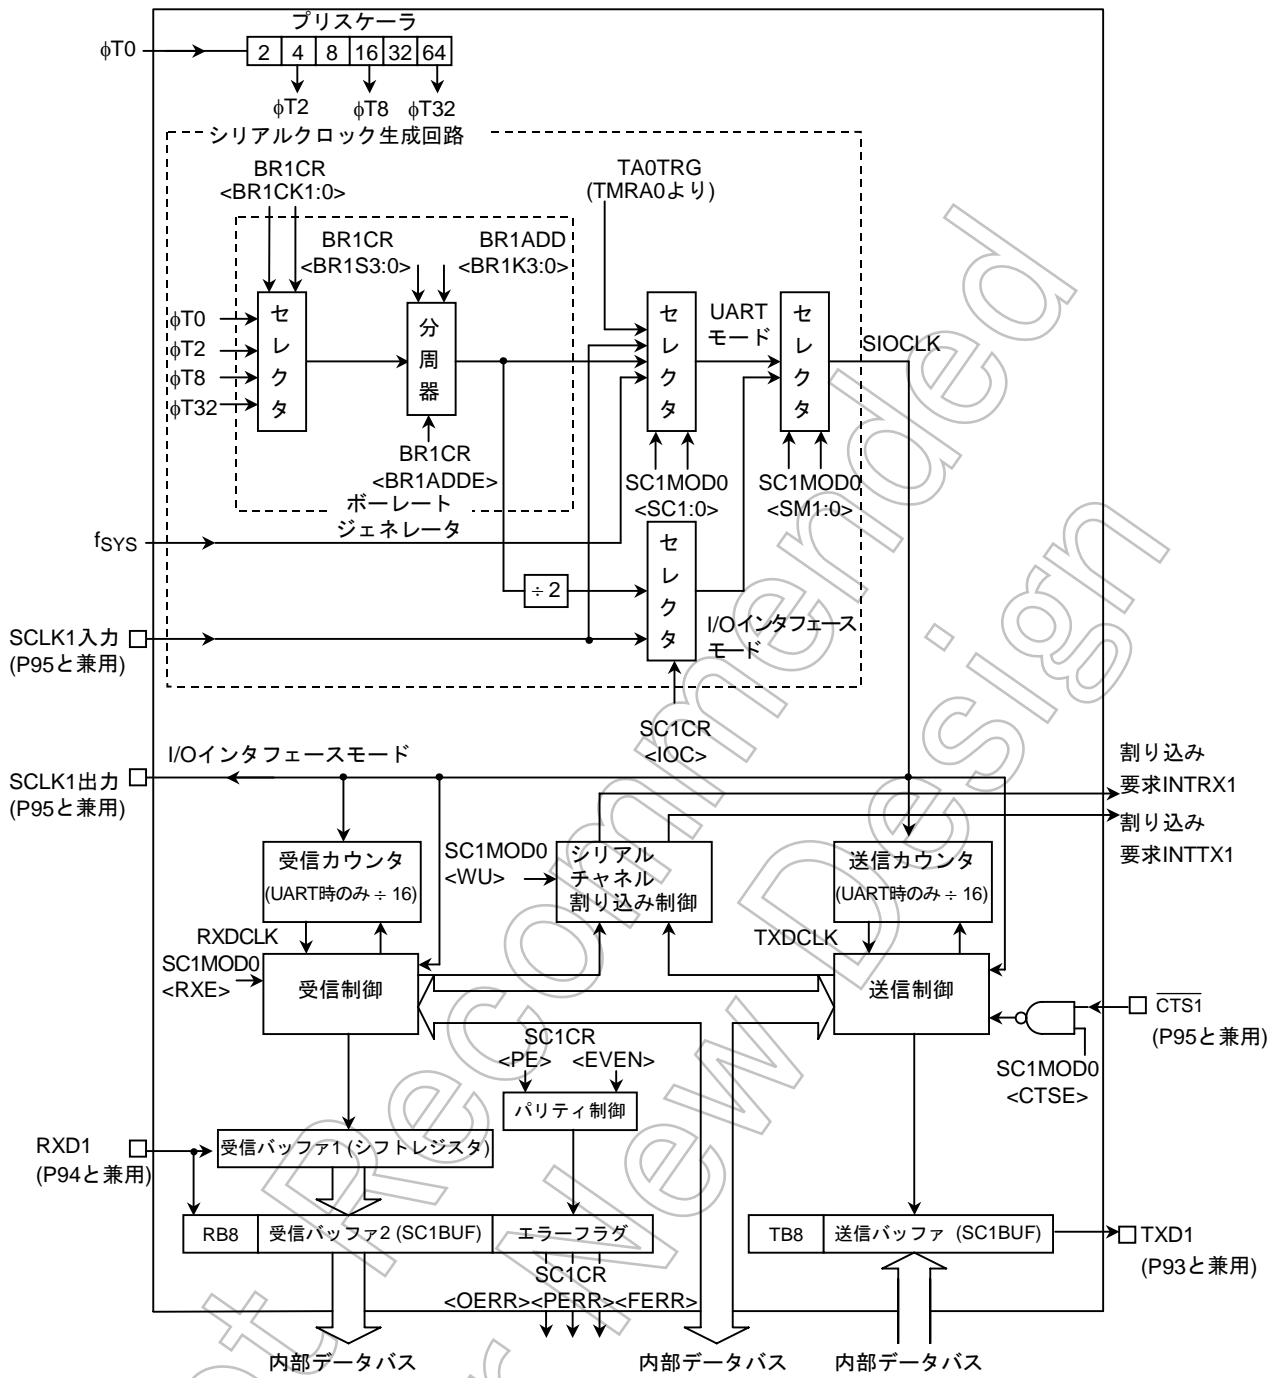 プリスケーラ
φT0
2 4 8 16 32 64
φT2 φT8 φT32
シリアルクロック生成回路
BR1CR
<BR1CK1:0>
TA0TRG
(TMRA0より)
BR1CR
<BR1S3:0>
BR1ADD
<BR1K3:0>
φT0
φT2
φT8
φT32
セレクタ
分周器
セレクタ
UART
モード
セレクタ
SIOCLK
BR1CR
<BR1ADDE>
ボーレート
ジェネレータ
SC1MOD0
<SC1:0>
SC1MOD0
<SM1:0>
fSYS
÷2
セレクタ
I/Oインタフェース
モード
SCLK1入力
(P95と兼用)
SC1CR
<IOC>
I/Oインタフェースモード
SCLK1出力
(P95と兼用)
割り込み
要求INTRX1
割り込み
要求INTTX1
受信カウンタ
(UART時のみ÷16)
SC1MOD0
<WU>
シリアル
チャネル
割り込み制御
送信カウンタ
(UART時のみ÷16)
RXDCLK
SC1MOD0
<RXE>
受信制御
TXDCLK
送信制御
CTS1
(P95と兼用)
SC1MOD0
<CTSE>
SC1CR
<PE> <EVEN>
パリティ制御
RXD1
(P94と兼用)
受信バッファ1 (シフトレジスタ)
RB8 受信バッファ2 (SC1BUF) エラーフラグ
TB8 送信バッファ (SC1BUF)
TXD1
(P93と兼用)
SC1CR
<OERR><PERR><FERR>
内部データバス 内部データバス 内部データバス
Not Recommended
for New Design